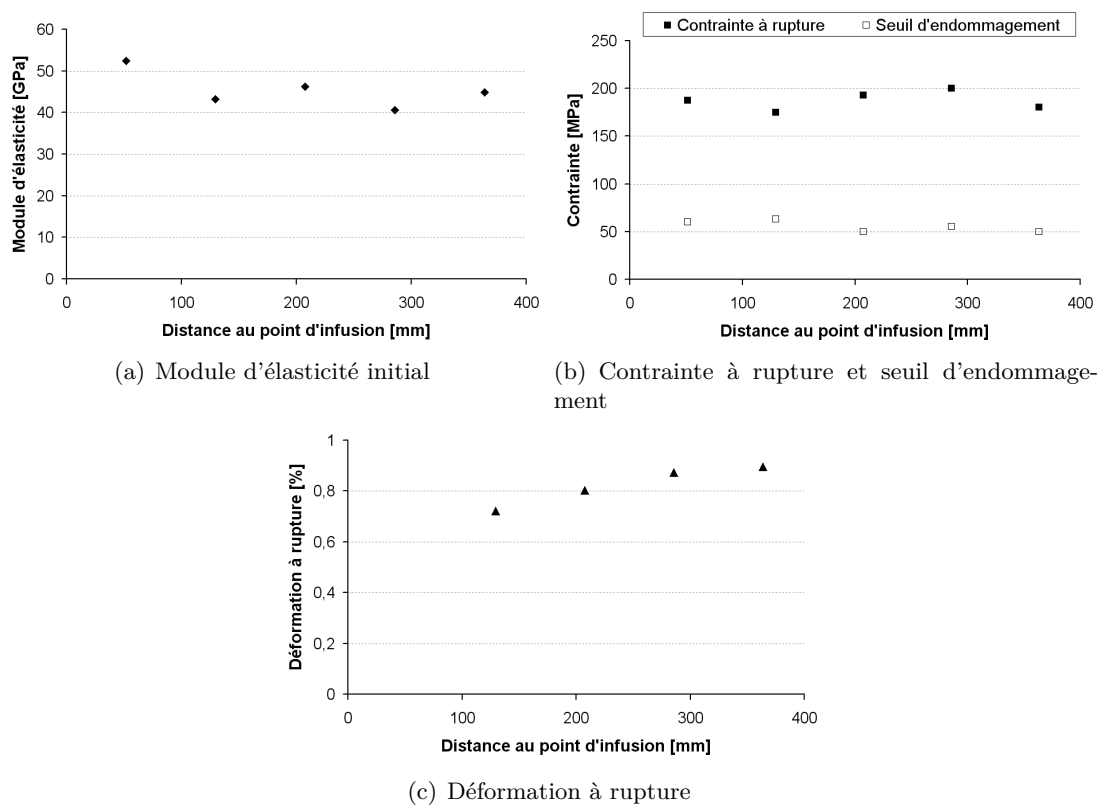 60
50
40
30
20
10
0
0 100 200 300 400
Module d'élasticité [GPa]
Distance au point d'infusion [mm]
(a) Module d'élasticité initial
Contrainte à rupture Seuil d'endommagement
250
200
150
100
50
0
0 100 200 300 400
Contrainte [MPa]
Distance au point d'infusion [mm]
(b) Contrainte à rupture et seuil d'endommage-
ment
1
0,8
0,6
0,4
0,2
0
0 100 200 300 400
Déformation à rupture [%]
Distance au point d'infusion [mm]
(c) Déformation à rupture